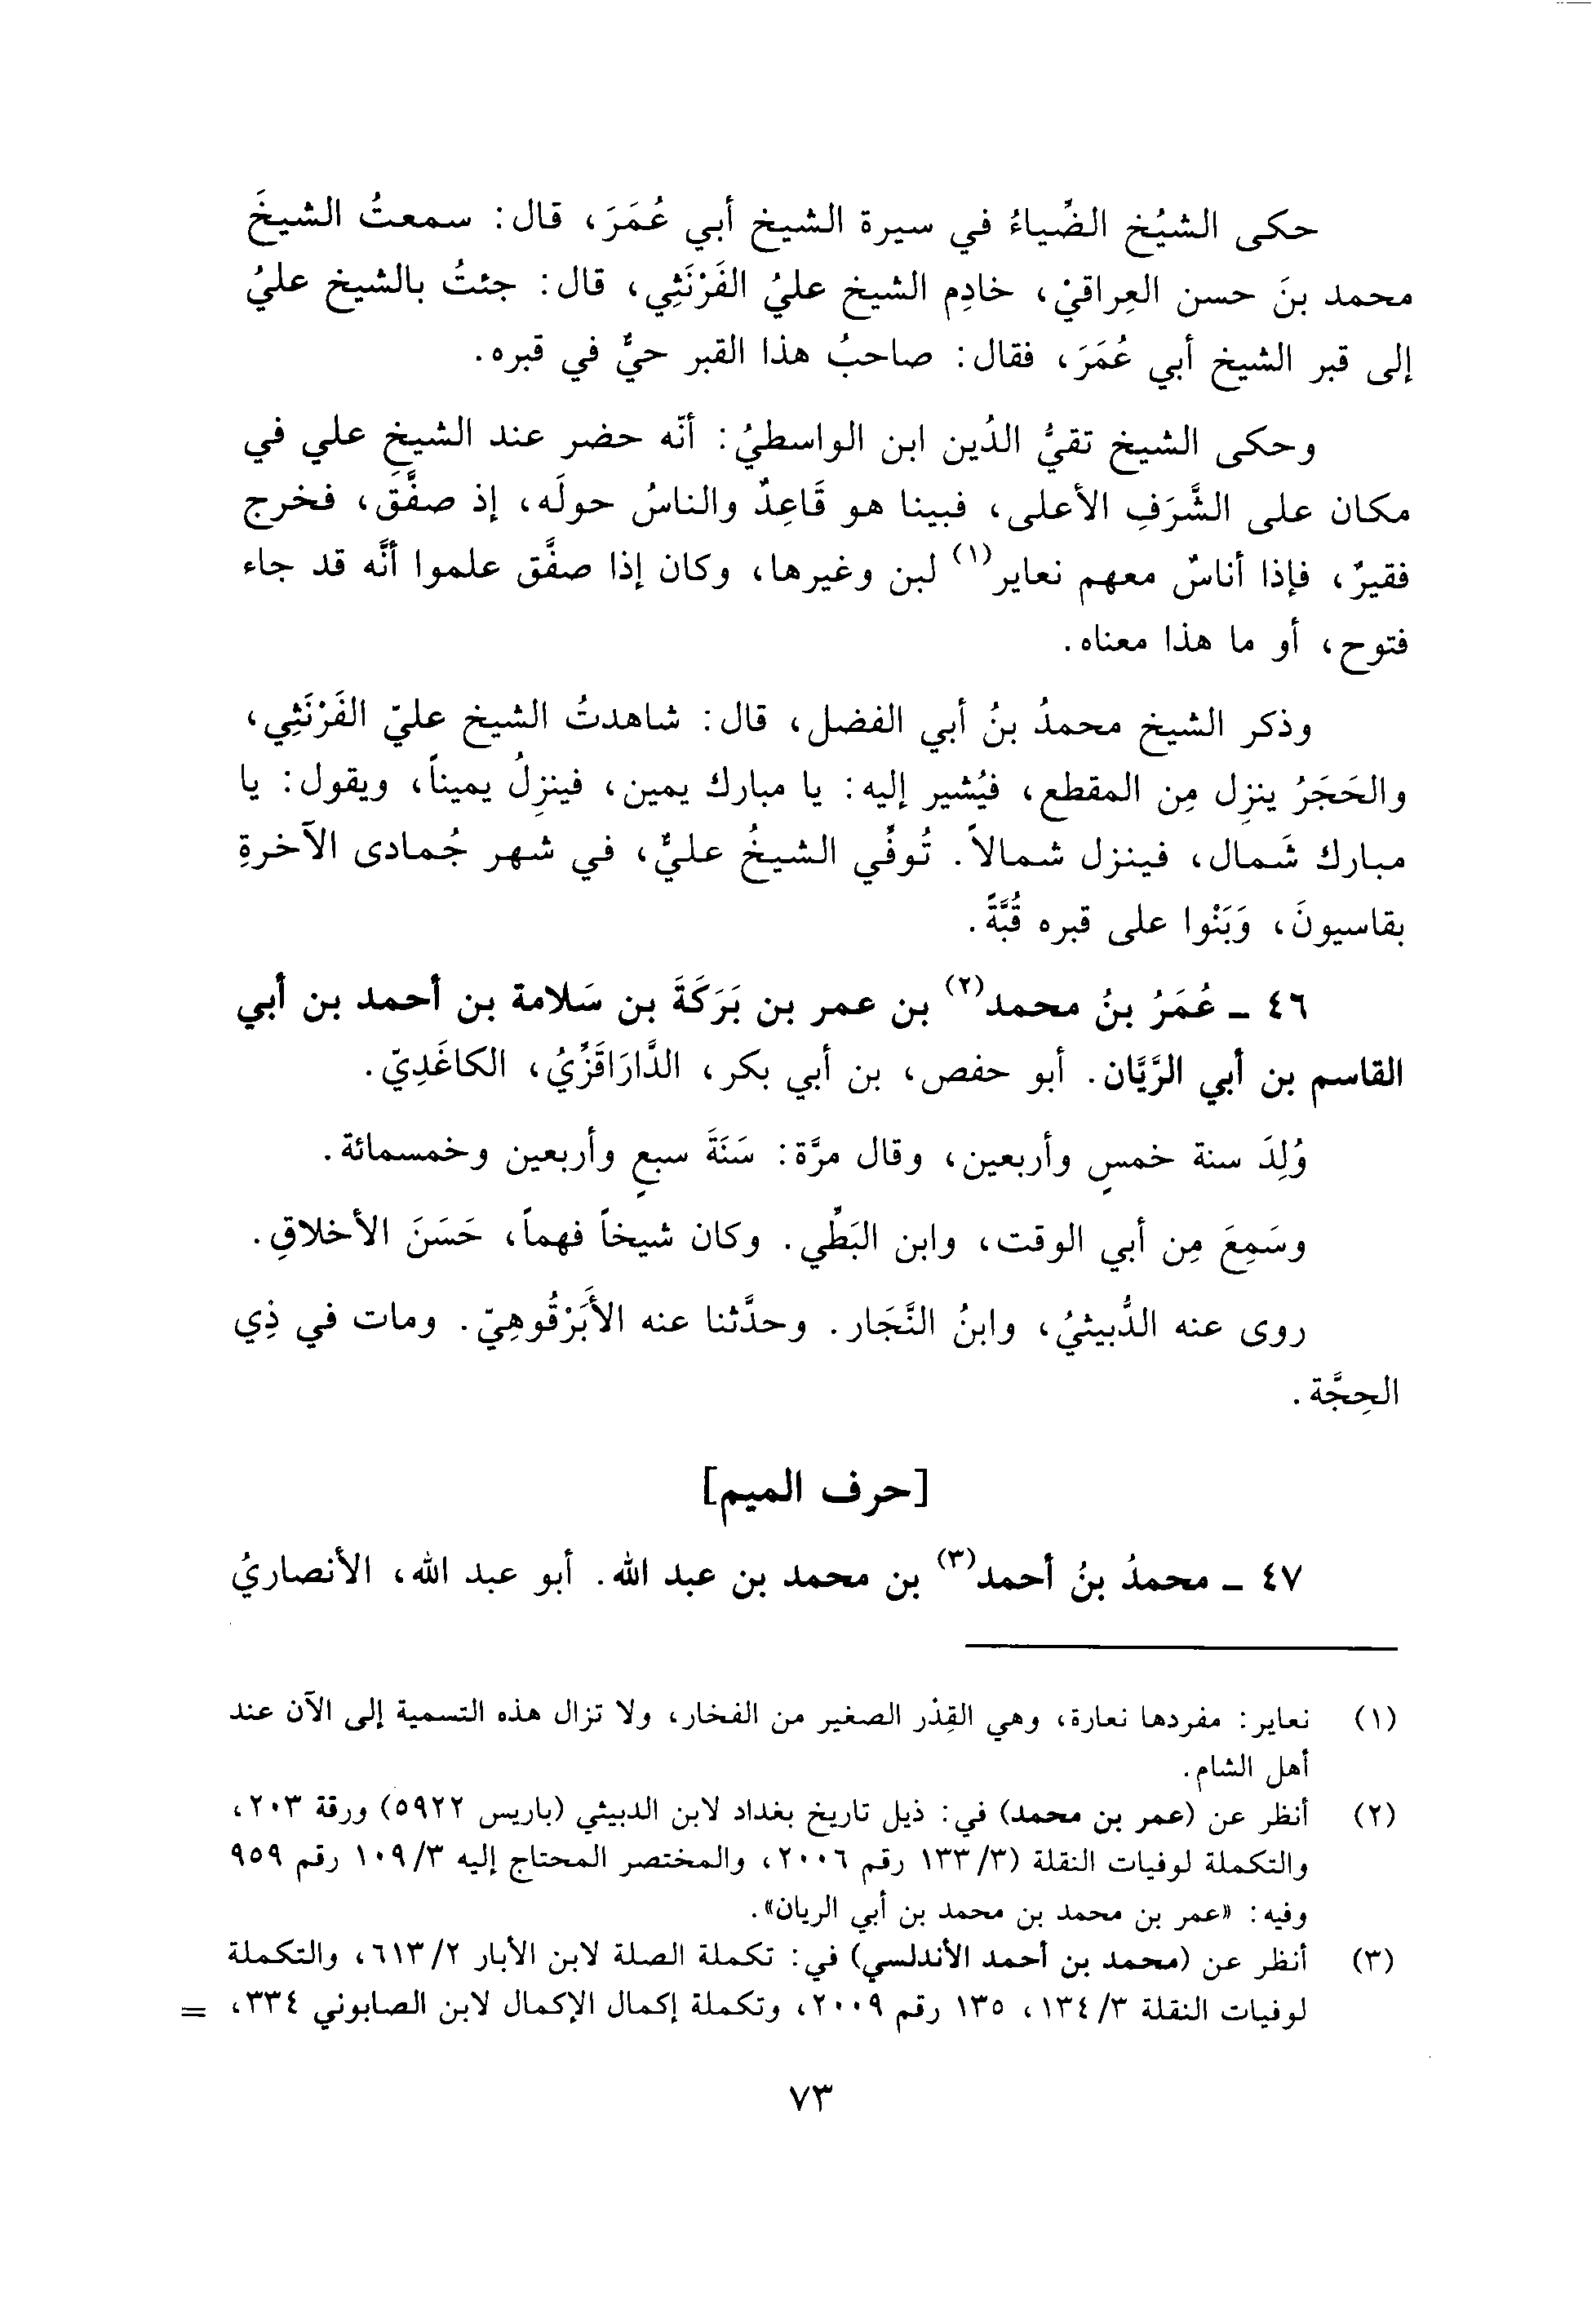 حكى الشيُخ الضِّياءُ في سيرة الشيخ أبي عُمَرَ، قال: سمعتُ الشيخَ
محمد بنَ حسن العِراقيْ، خادِم الشيخ عليُ الفَرْنَثِي، قال: جئتُ بالشيخ عليُ
إلى قبر الشيخ أبي عُمَرَ، فقال: صاحبُ هذا القبر حيٌّ في قبره.
وحكى الشيخ تقيُّ الدُين ابن الواسطيُ: أنّه حضر عند الشيخِ علي في
مكان على الشَّرَفِ الأعلى، فبينا هو قَاعِدٌ والناسُ حولَه، إذ صفَّق، فخرج
فقيرٌ، فإذا أناسٌ معهم نعاير(١) لبن وغيرها، وكان إذا صفَّق علموا أنَّه قد جاء
فتوح، أو ما هذا معناه.
وذكر الشيخ محمدُ بنُ أبي الفضل، قال: شاهدتُ الشيخ عليّ الفَرْنَثِي،
والحَجَرُ ينزِل مِن المقطع، فيُشير إليه: يا مبارك يمين، فينزِلُ يميناً، ويقول: يا
مبارك شَمال، فينزل شمالاً. تُوفِّي الشيخُ عليٌّ، في شهر جُمادى الآخرةِ
بقاسيونَ، وَبَنْوا على قبره قُبَّةً.
٤٦ ـ عُمَرُ بنُ محمد(٢) بن عمر بن بَرَكَةَ بن سَلامة بن أحمد بن أبي
القاسم بن أبي الرَّيَّان. أبو حفص، بن أبي بكر، الدَّارَاقَزِّيُ، الكاغَدِيّ.
وُلِدَ سنة خمسٍ وأربعين، وقال مرَّة: سَنَةَ سبعٍ وأربعين وخمسمائة.
وسَمِعَ مِن أبي الوقت، وابن البَطِّي. وكان شيخاً فهماً، حَسَنَ الأخلاقِ.
روى عنه الدُّبيثيُ، وابنُ النَّجَار. وحدَّثنا عنه الأَبَرْقُوهِيّ. ومات في ذِي
الحِجَّة.
[حرف الميم]
٤٧ ـ محمدُ بنُ أحمد(٣) بن محمد بن عبد الله. أبو عبد الله، الأنصاريُ
(١) نعاير: مفردها نعارة، وهي القِدْر الصغير من الفخار، ولا تزال هذه التسمية إلى الآن عند
أهل الشام.
(٢) أنظر عن (عمر بن محمد) في: ذيل تاريخ بغداد لابن الدبيثي (باريس ٥٩٢٢) ورقة ٢٠٣،
والتكملة لوفيات النقلة (١٣٣/٣ رقم ٢٠٠٦، والمختصر المحتاج إليه ١٠٩/٣ رقم ٩٥٩
وفيه: «عمر بن محمد بن محمد بن أبي الريان».
(٣) أنظر عن (محمد بن أحمد الأندلسي) في: تكملة الصلة لابن الأبار ٦١٣/٢، والتكملة
لوفيات النقلة ١٣٤/٣، ١٣٥ رقم ٢٠٠٩، وتكملة إكمال الإكمال لابن الصابوني ٣٣٤، =
٧٣